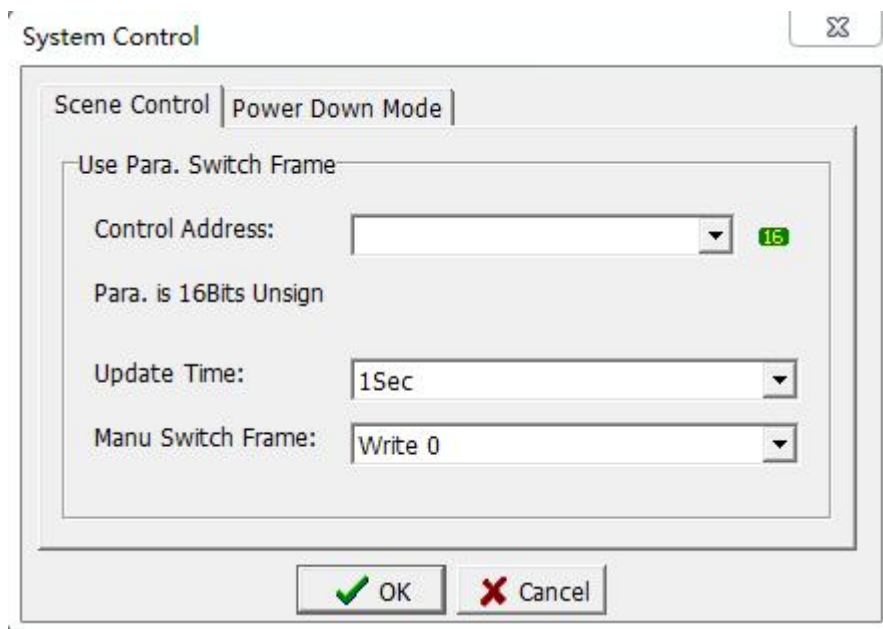 System Control
Scene Control Power Down Mode
Use Para. Switch Frame
Control Address: 16
Para. is 16Bits Unsign
Update Time: 1Sec
Manu Switch Frame: Write 0
OK Cancel